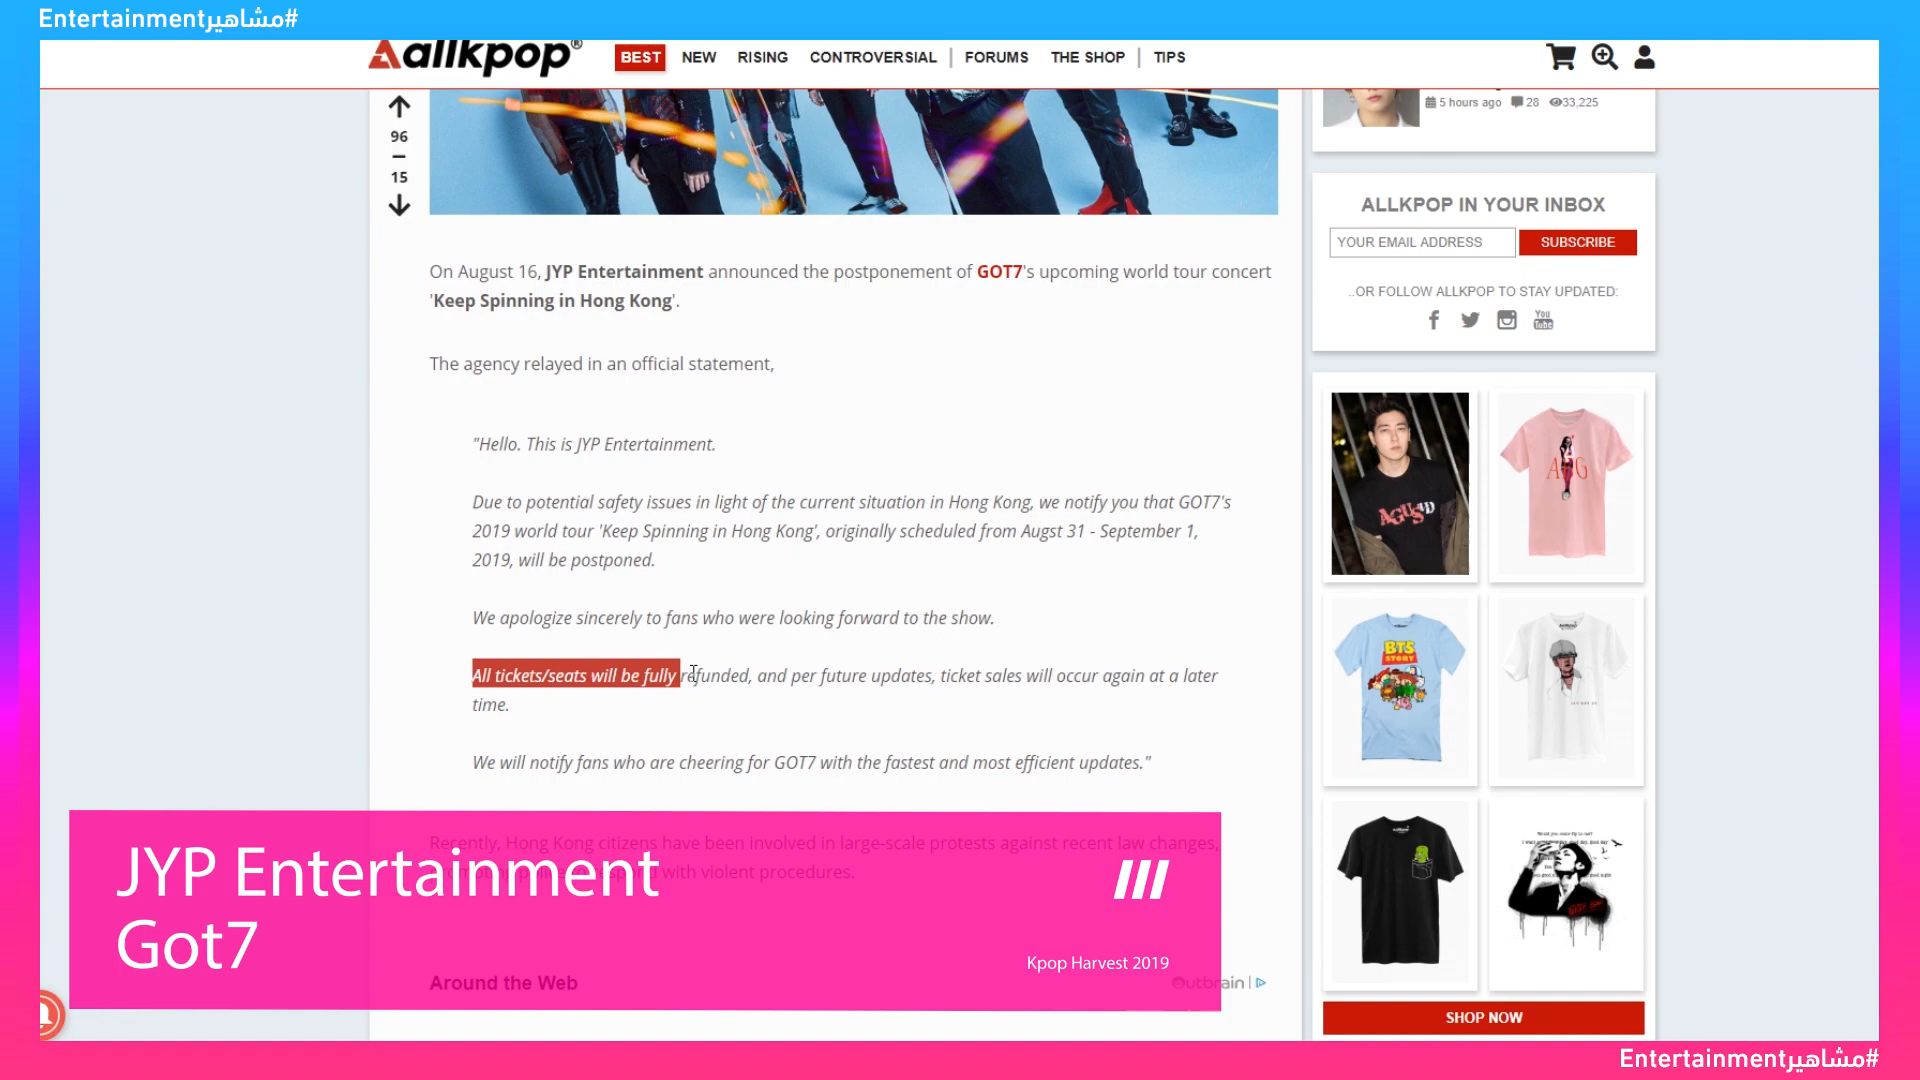 #مشاهيرEntertainment
allkpop®
BEST NEW RISING CONTROVERSIAL | FORUMS THE SHOP | TIPS
5 hours ago 28 33,225
96
15
ALLKPOP IN YOUR INBOX
YOUR EMAIL ADDRESS SUBSCRIBE
..OR FOLLOW ALLKPOP TO STAY UPDATED:
You Tube
On August 16, JYP Entertainment announced the postponement of GOT7's upcoming world tour concert
'Keep Spinning in Hong Kong'.
The agency relayed in an official statement,
"Hello. This is JYP Entertainment.
Due to potential safety issues in light of the current situation in Hong Kong, we notify you that GOT7's
2019 world tour 'Keep Spinning in Hong Kong', originally scheduled from Augst 31 - September 1,
2019, will be postponed.
We apologize sincerely to fans who were looking forward to the show.
All tickets/seats will be fully refunded, and per future updates, ticket sales will occur again at a later
time.
We will notify fans who are cheering for GOT7 with the fastest and most efficient updates."
Recently, Hong Kong citizens have been involved in large-scale protests against recent law changes,
with violent procedures.
JYP Entertainment
Got7
Kpop Harvest 2019
Around the Web
Outbrain
AGUSD
BTS
STORY
SHOP NOW
#مشاهيرEntertainment